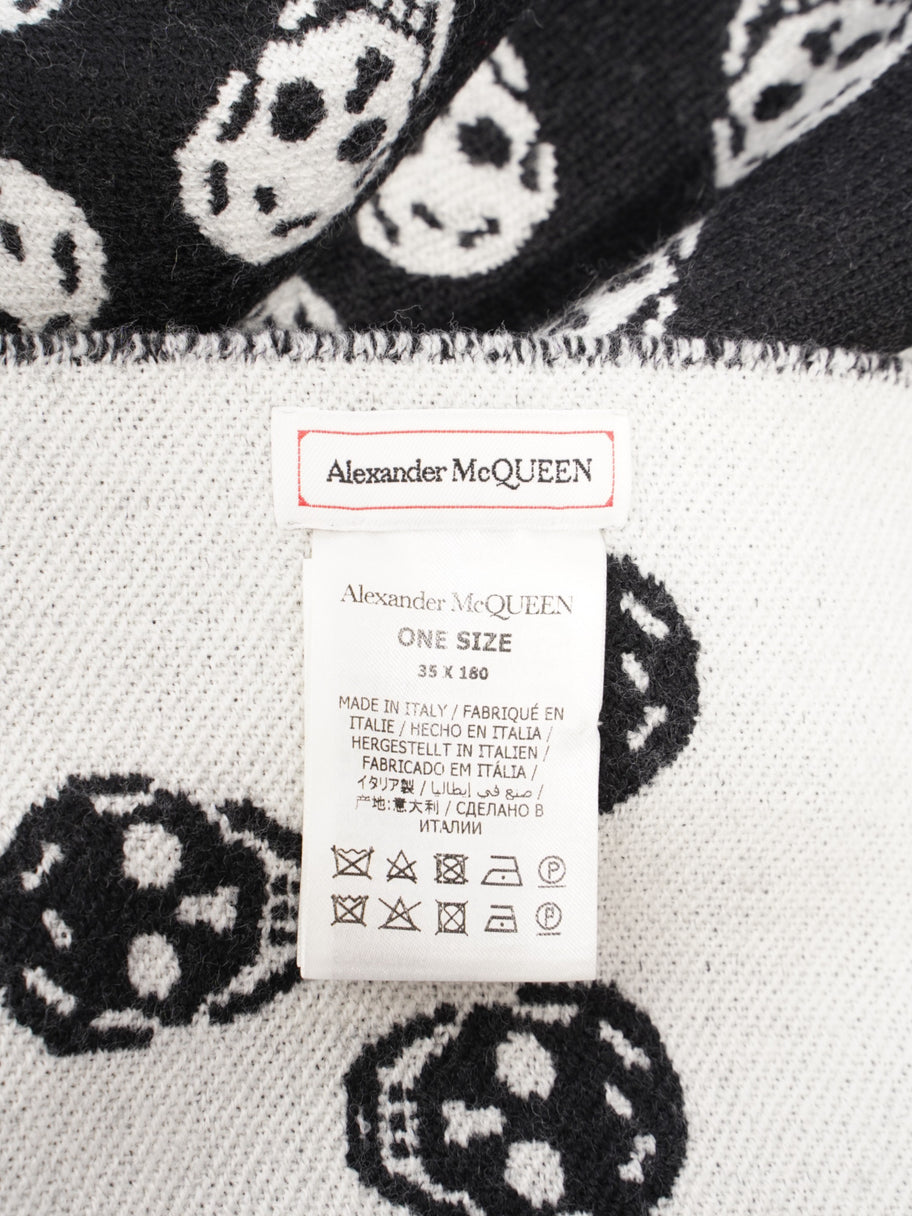 Alexander McQUEEN
Alexander McQUEEN
ONE SIZE
35 X 180
MADE IN ITALY / FABRIQUÉ EN
ITALIE / HECHO EN ITALIA /
HERGESTELLT IN ITALIEN /
FABRICADO EM ITÁLIA /
イタリア製 / صنع في إيطاليا /
产地:意大利 / СДЕЛАНО В
ИТАЛИИ
P
P